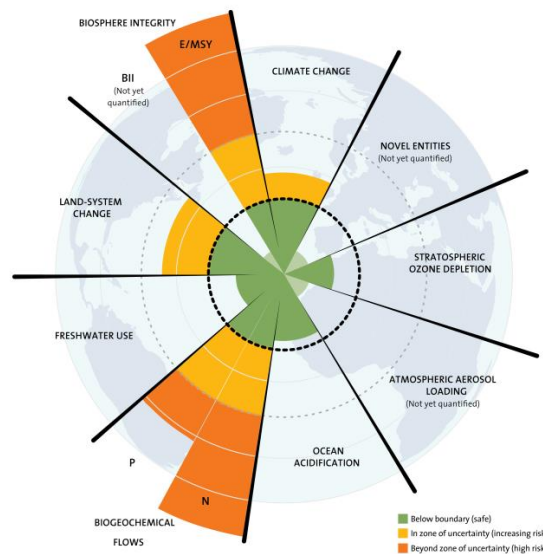 BIOSPHERE INTEGRITY
E/MSY
BII
(Not yet
quantified)
CLIMATE CHANGE
NOVEL ENTITIES
(Not yet quantified)
LAND-SYSTEM
CHANGE
STRATOSPHERIC
OZONE DEPLETION
FRESHWATER USE
ATMOSPHERIC AEROSOL
LOADING
(Not yet quantified)
OCEAN
ACIDIFICATION
P
N
BIOGEOCHEMICAL
FLOWS
Below boundary (safe)
In zone of uncertainty (increasing risk
Beyond zone of uncertainty (high risk)